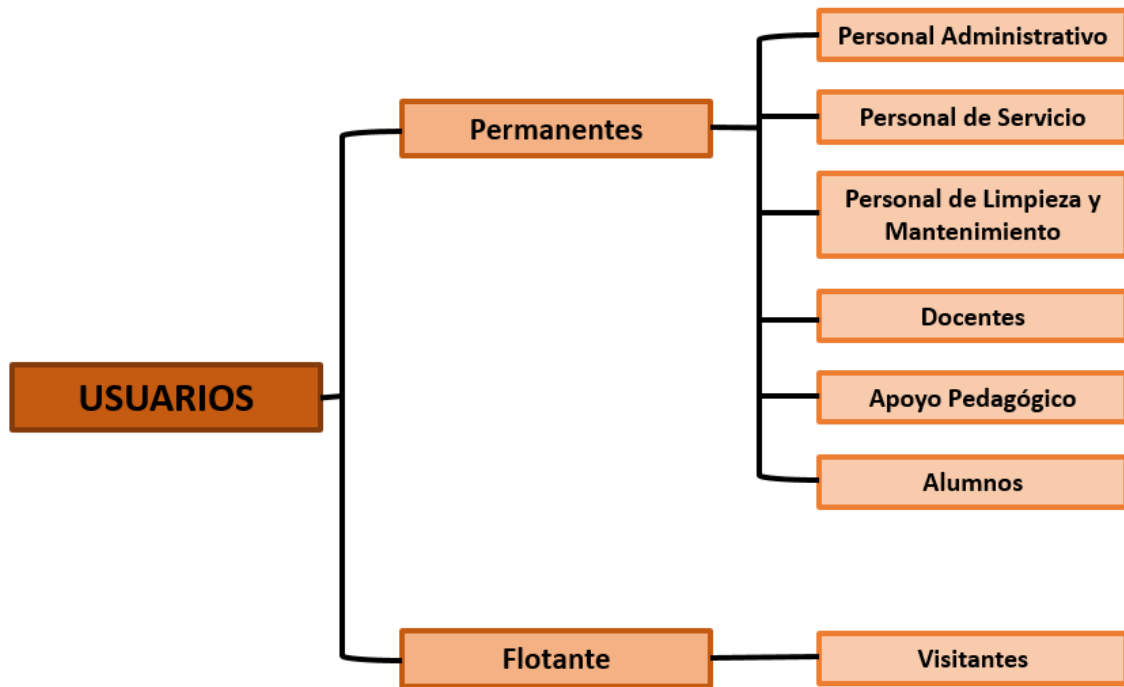 USUARIOS
Permanentes
Personal Administrativo
Personal de Servicio
Personal de Limpieza y
Mantenimiento
Docentes
Apoyo Pedagógico
Alumnos
Flotante
Visitantes